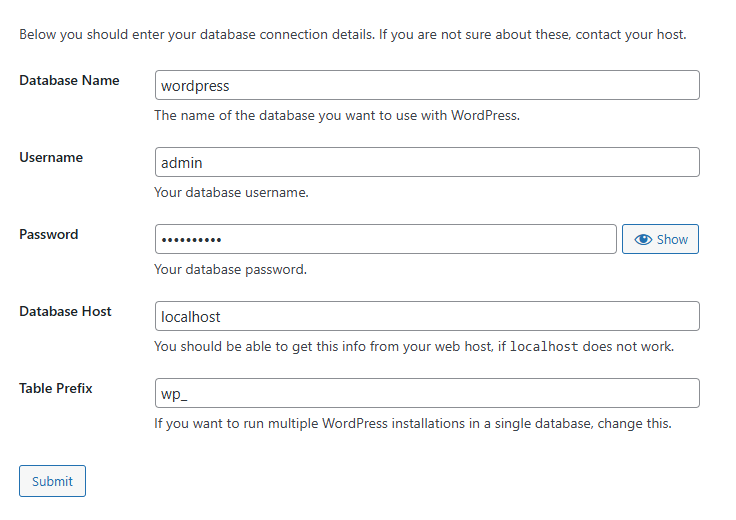 Below you should enter your database connection details. If you are not sure about these, contact your host.
Database Name
wordpress
The name of the database you want to use with WordPress.
Username
admin
Your database username.
Password
••••••••••
Show
Your database password.
Database Host
localhost
You should be able to get this info from your web host, if localhost does not work.
Table Prefix
wp_
If you want to run multiple WordPress installations in a single database, change this.
Submit